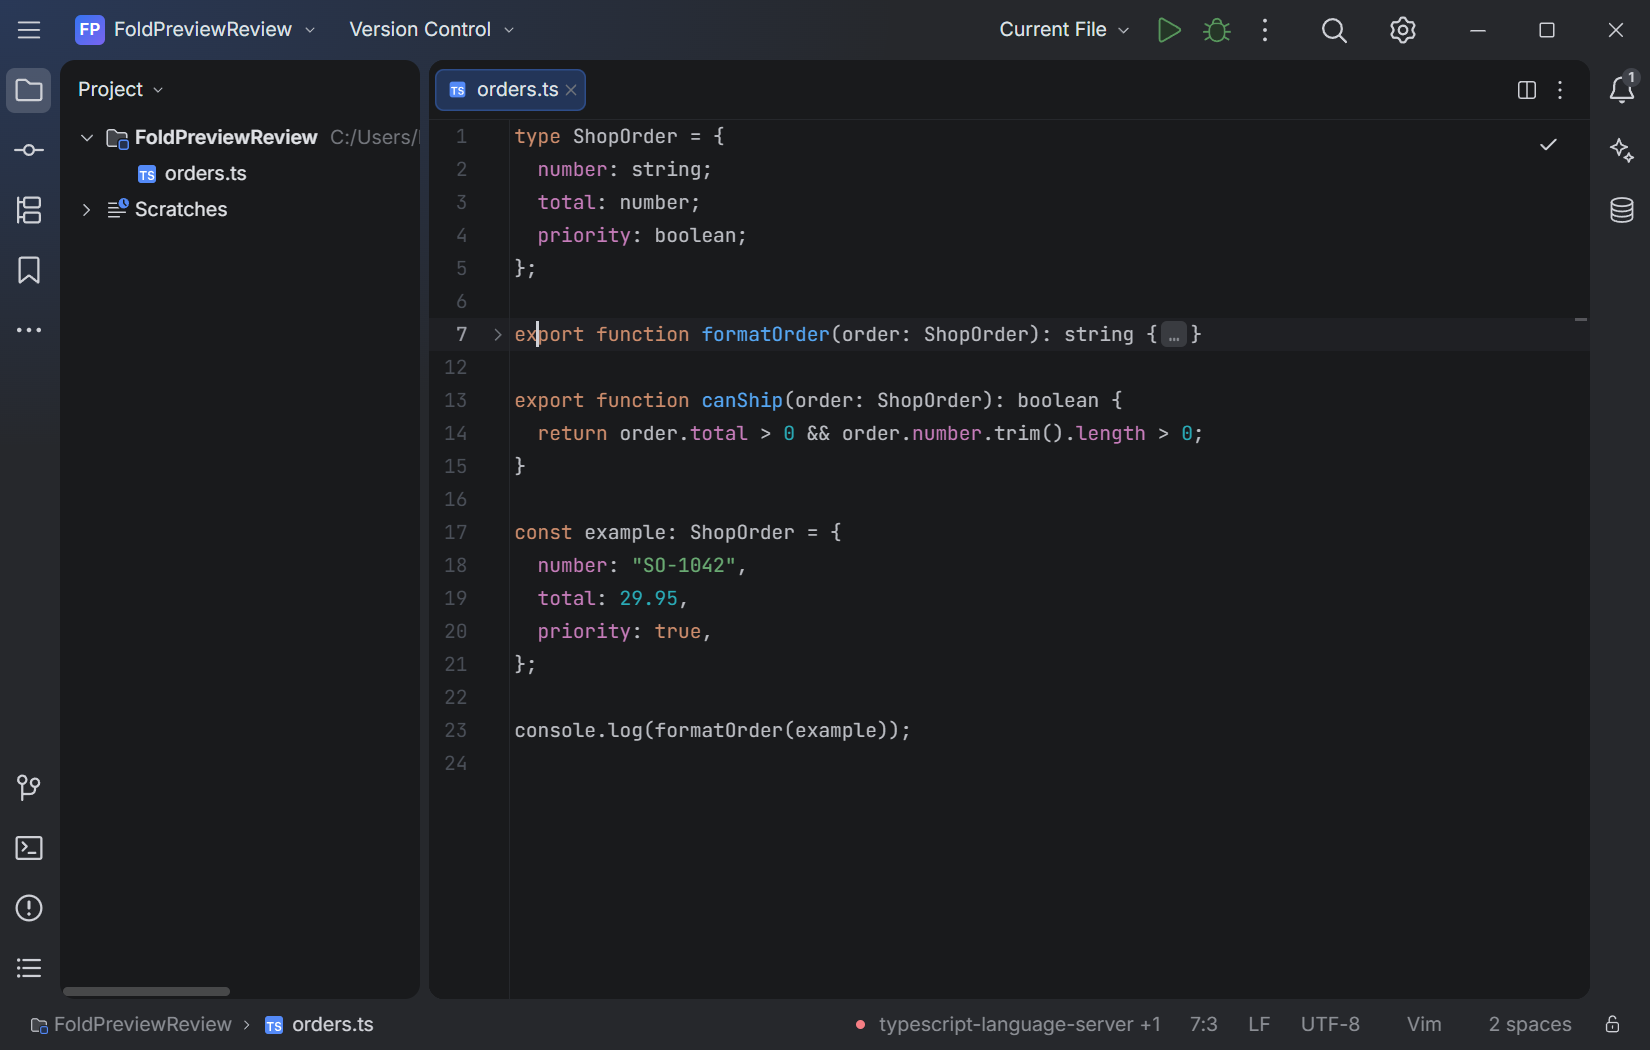 FP FoldPreviewReview Version Control Current File
Project
FoldPreviewReview C:/Users/
TS orders.ts
Scratches
TS orders.ts
1
1 type ShopOrder = {
2 number: string;
3 total: number;
4 priority: boolean;
5 };
6
7 export function formatOrder(order: ShopOrder): string {...}
12
13 export function canShip(order: ShopOrder): boolean {
14 return order.total > 0 && order.number.trim().length > 0;
15 }
16
17 const example: ShopOrder = {
18 number: "SO-1042",
19 total: 29.95,
20 priority: true,
21 };
22
23 console.log(formatOrder(example));
24
FoldPreviewReview › TS orders.ts typescript-language-server +1 7:3 LF UTF-8 Vim 2 spaces